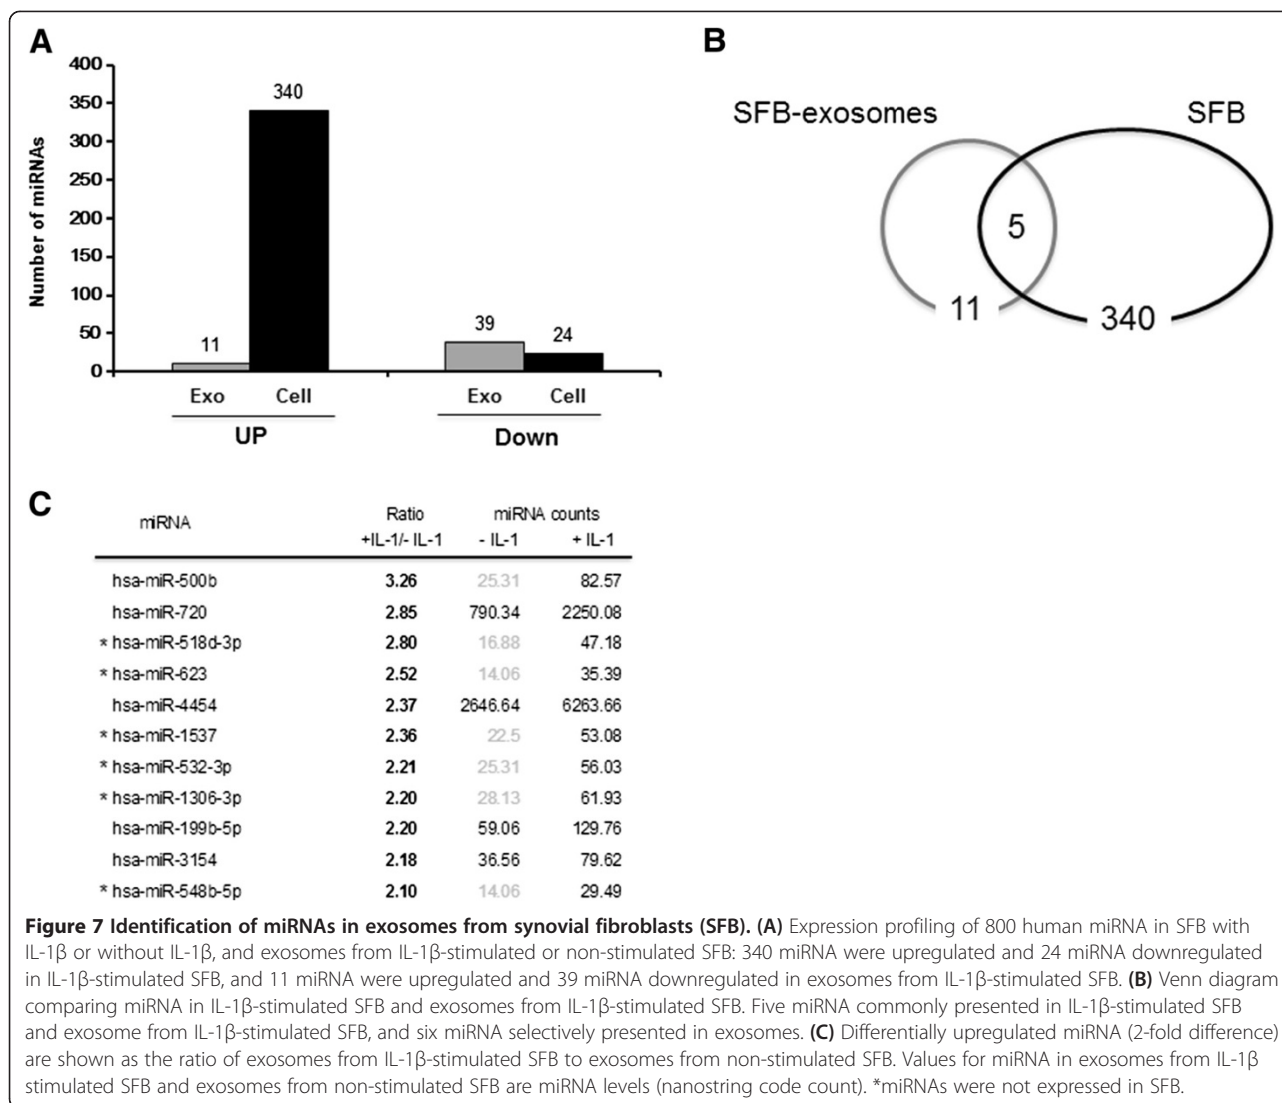 A
400
350
300
250
200
150
100
50
0
Number of miRNAs
340
11
39
24
Exo Cell Exo Cell
UP Down
B
SFB-exosomes SFB
5
11 340
C
miRNA Ratio miRNA counts
+IL-1/- IL-1 - IL-1 + IL-1
hsa-miR-500b 3.26 25.31 82.57
hsa-miR-720 2.85 790.34 2250.08
* hsa-miR-518d-3p 2.80 16.88 47.18
* hsa-miR-623 2.52 14.06 35.39
hsa-miR-4454 2.37 2646.64 6263.66
* hsa-miR-1537 2.36 22.5 53.08
* hsa-miR-532-3p 2.21 25.31 56.03
* hsa-miR-1306-3p 2.20 28.13 61.93
hsa-miR-199b-5p 2.20 59.06 129.76
hsa-miR-3154 2.18 36.56 79.62
* hsa-miR-548b-5p 2.10 14.06 29.49
Figure 7 Identification of miRNAs in exosomes from synovial fibroblasts (SFB). (A) Expression profiling of 800 human miRNA in SFB with
IL-1β or without IL-1β, and exosomes from IL-1β-stimulated or non-stimulated SFB: 340 miRNA were upregulated and 24 miRNA downregulated
in IL-1β-stimulated SFB, and 11 miRNA were upregulated and 39 miRNA downregulated in exosomes from IL-1β-stimulated SFB. (B) Venn diagram
comparing miRNA in IL-1β-stimulated SFB and exosomes from IL-1β-stimulated SFB. Five miRNA commonly presented in IL-1β-stimulated SFB
and exosome from IL-1β-stimulated SFB, and six miRNA selectively presented in exosomes. (C) Differentially upregulated miRNA (2-fold difference)
are shown as the ratio of exosomes from IL-1β-stimulated SFB to exosomes from non-stimulated SFB. Values for miRNA in exosomes from IL-1β
stimulated SFB and exosomes from non-stimulated SFB are miRNA levels (nanostring code count). *miRNAs were not expressed in SFB.